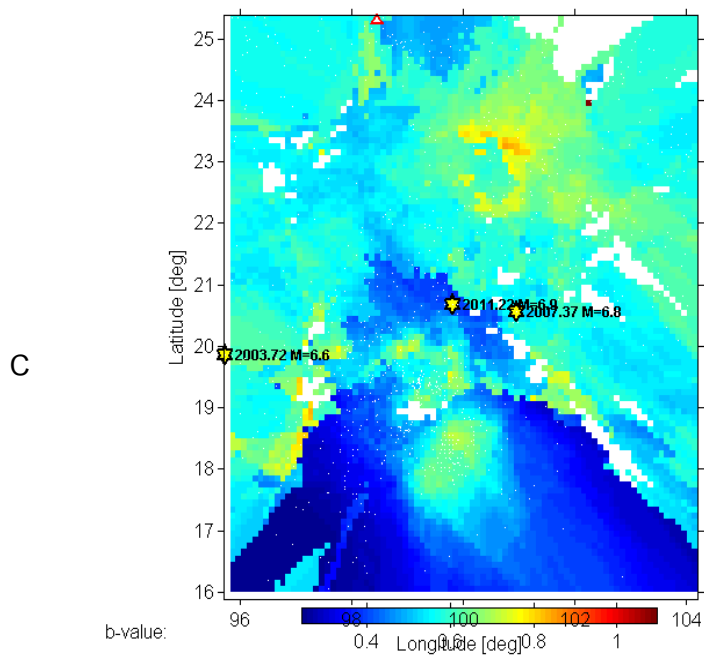 25
24
23
22
21
20
19
18
17
16
Latitude [deg]
C
2011.22 M=6.9
2007.37 M=6.8
2003.72 M=6.6
96 98 100 102 104
b-value:
0.4 0.6 0.8 1
Longitude [deg]